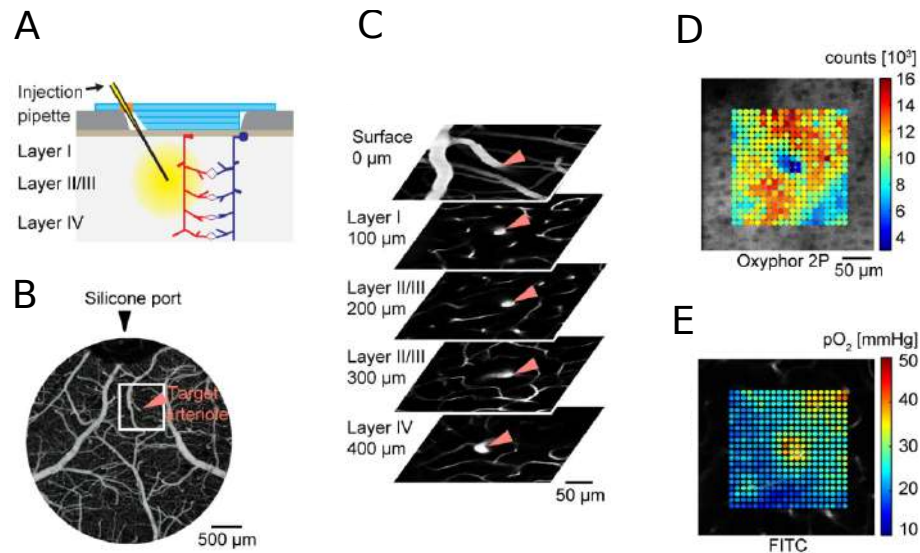 A
Injection
pipette
Layer I
Layer II/III
Layer IV
B
Silicone port
Target
arteriole
500 µm
C
Surface
0 µm
Layer I
100 µm
Layer II/III
200 µm
Layer II/III
300 µm
Layer IV
400 µm
50 µm
D
counts [10³]
16
14
12
10
8
6
4
Oxyphor 2P
50 µm
E
pO₂ [mmHg]
50
40
30
20
10
FITC